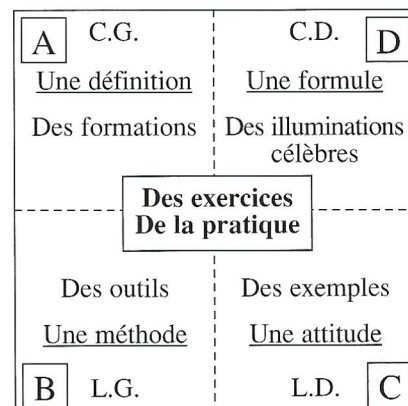 A C.G.
Une définition
Des formations
C.D. D
Une formule
Des illuminations
célèbres
Des exercices
De la pratique
Des outils
Une méthode
B L.G.
Des exemples
Une attitude
L.D. C